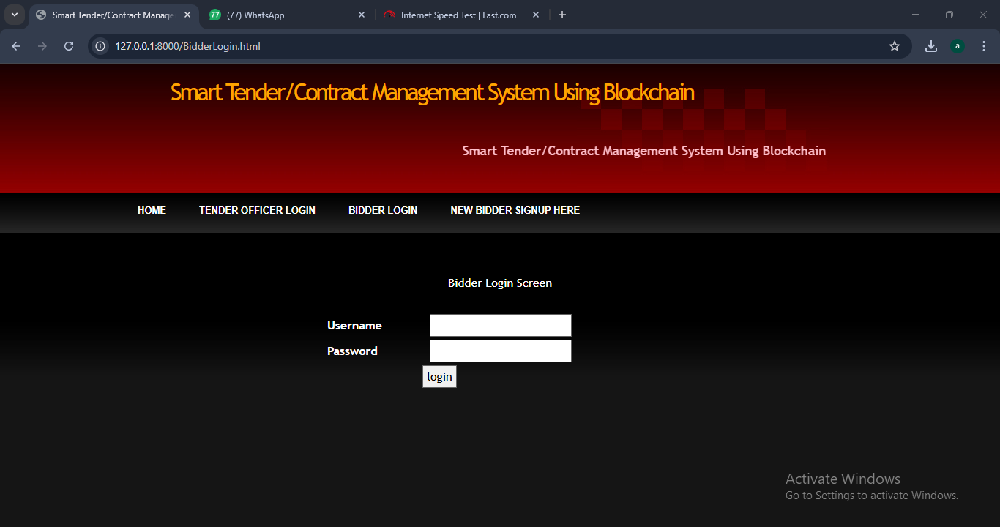 Smart Tender/Contract Manage
77
(77) WhatsApp
Internet Speed Test | Fast.com
127.0.0.1:8000/BidderLogin.html
a
Smart Tender/Contract Management System Using Blockchain
Smart Tender/Contract Management System Using Blockchain
HOME TENDER OFFICER LOGIN BIDDER LOGIN NEW BIDDER SIGNUP HERE
Bidder Login Screen
Username
Password
login
Activate Windows
Go to Settings to activate Windows.